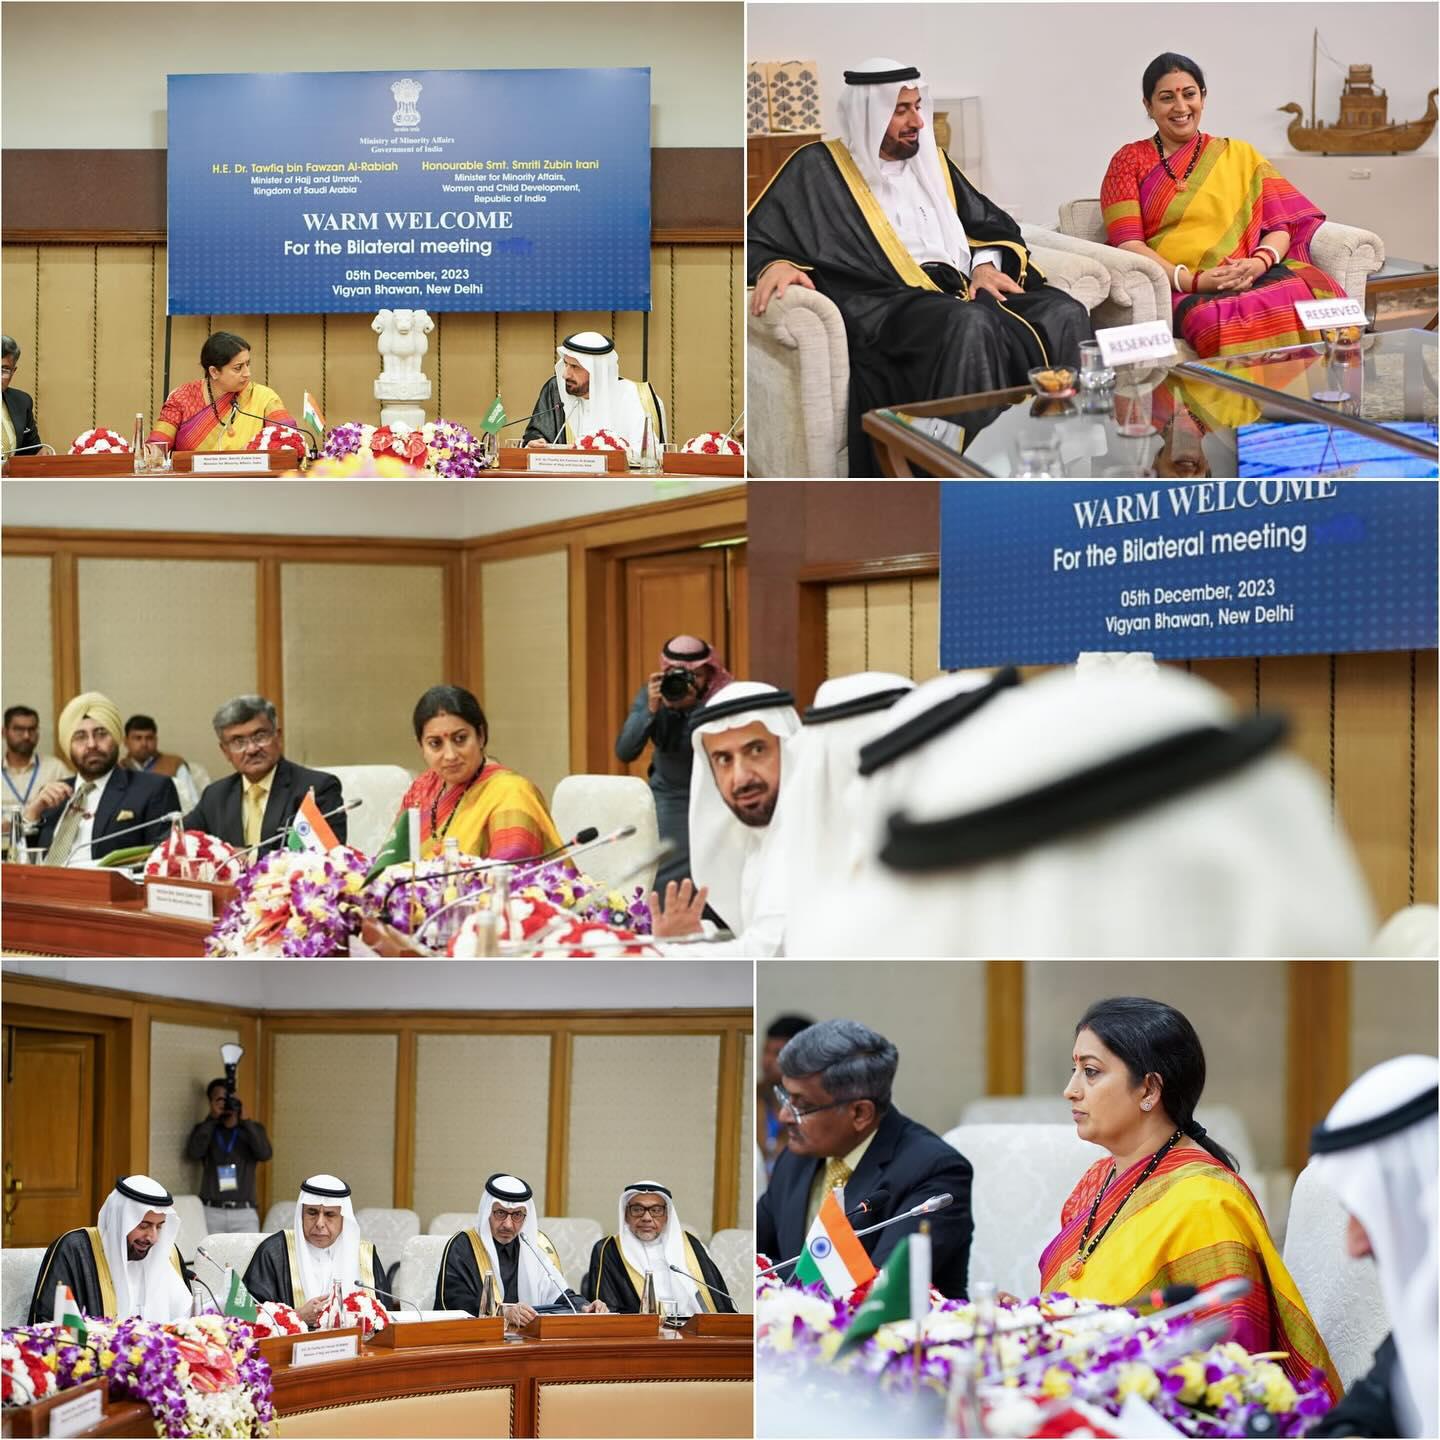 Ministry of Minority Affairs
Government of India
H.E. Dr. Tawfiq bin Fawzan Al-Rabiah
Minister of Hajj and Umrah,
Kingdom of Saudi Arabia
Honourable Smt. Smriti Zubin Irani
Minister for Minority Affairs,
Women and Child Development,
Republic of India
WARM WELCOME
For the Bilateral meeting
05th December, 2023
Vigyan Bhawan, New Delhi
RESERVED
RESERVED
WARM WELCOME
For the Bilateral meeting
05th December, 2023
Vigyan Bhawan, New Delhi